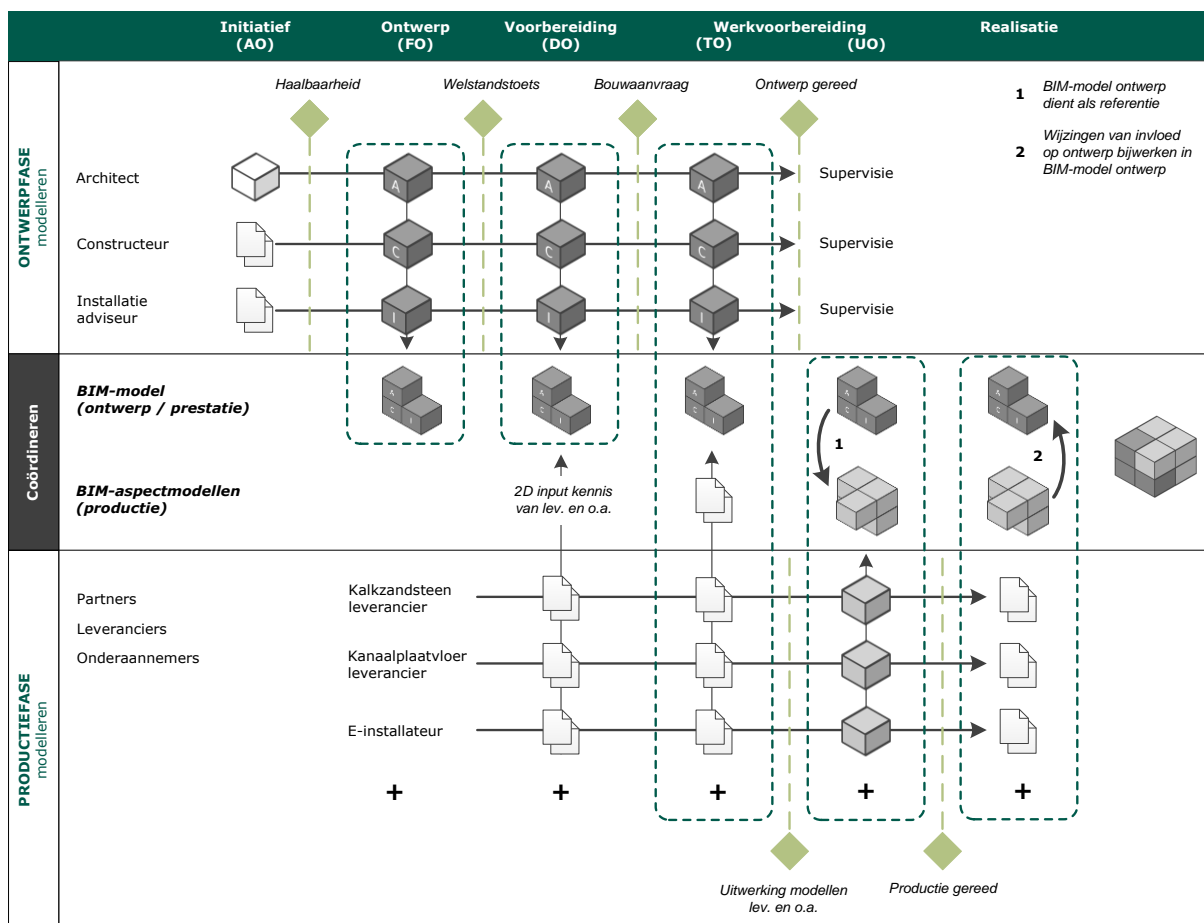 Initiatief
(AO)
Ontwerp
(FO)
Voorbereiding
(DO)
Werkvoorbereiding
(TO)
(UO)
Realisatie
ONTWERPFASE
modelleren
Haalbaarheid
Welstandstoets
Bouwaanvraag
Ontwerp gereed
1
BIM-model ontwerp
dient als referentie
2
Wijzingen van invloed
op ontwerp bijwerken in
BIM-model ontwerp
Architect
A
A
A
Supervisie
Constructeur
C
C
C
Supervisie
Installatie
adviseur
I
I
I
Supervisie
Coördineren
BIM-model
(ontwerp / prestatie)
A
C I
A
C I
A
C I
A
C I
A
C I
1
2
BIM-aspectmodellen
(productie)
2D input kennis
van lev. en o.a.
PRODUCTIEFASE
modelleren
Partners
Leveranciers
Onderaannemers
Kalkzandsteen
leverancier
Kanaalplaatvloer
leverancier
E-installateur
+ + + + +
Uitwerking modellen
lev. en o.a.
Productie gereed